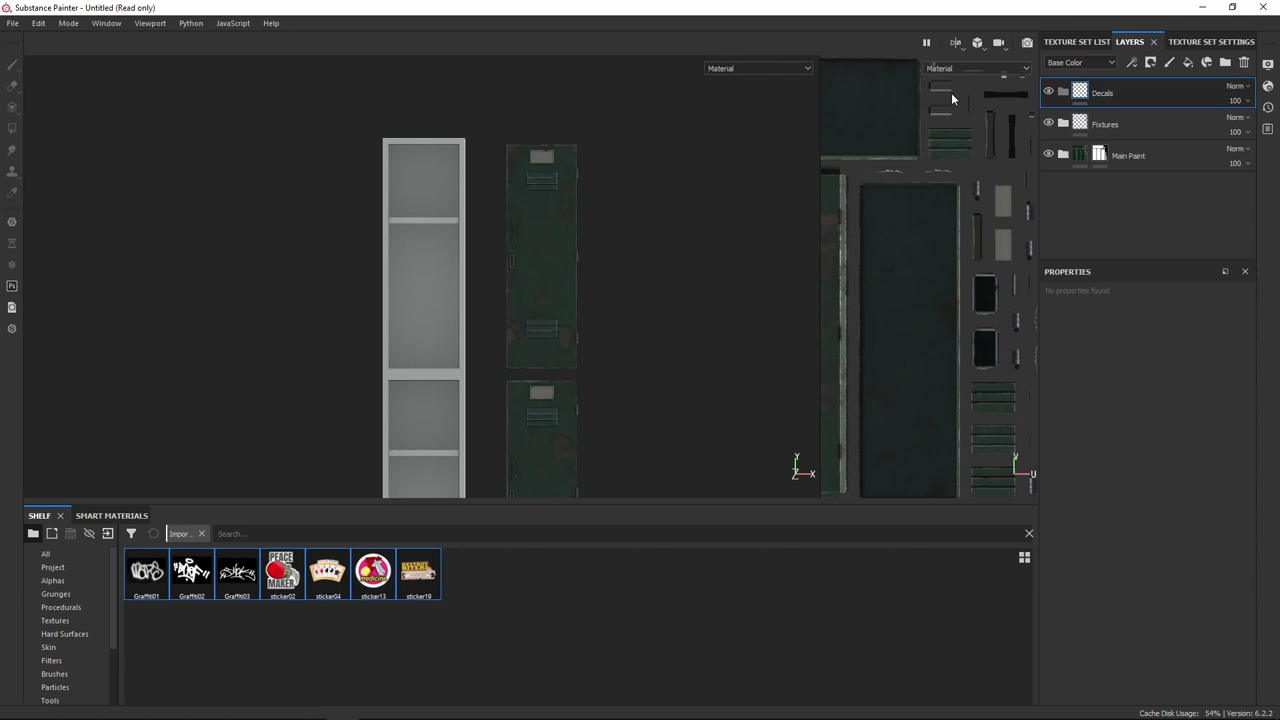 Substance Painter - Untitled (Read only)
File Edit Mode Window Viewport Python JavaScript Help
TEXTURE SET LIST LAYERS TEXTURE SET SETTINGS
Material
Material
Base Color
Decals Norm 100
Fixtures Norm 100
Main Paint Norm 100
PROPERTIES
No properties found
Y
X
Z
V
U
SHELF SMART MATERIALS
Impor... Search...
All
Project
Alphas
Grunges
Procedurals
Textures
Hard Surfaces
Skin
Filters
Brushes
Particles
Tools
PEACE MAKER
medicine
Graffiti01 Graffiti02 Graffiti03 sticker02 sticker04 sticker13 sticker19
Ps
Cache Disk Usage: 54% | Version: 6.2.2